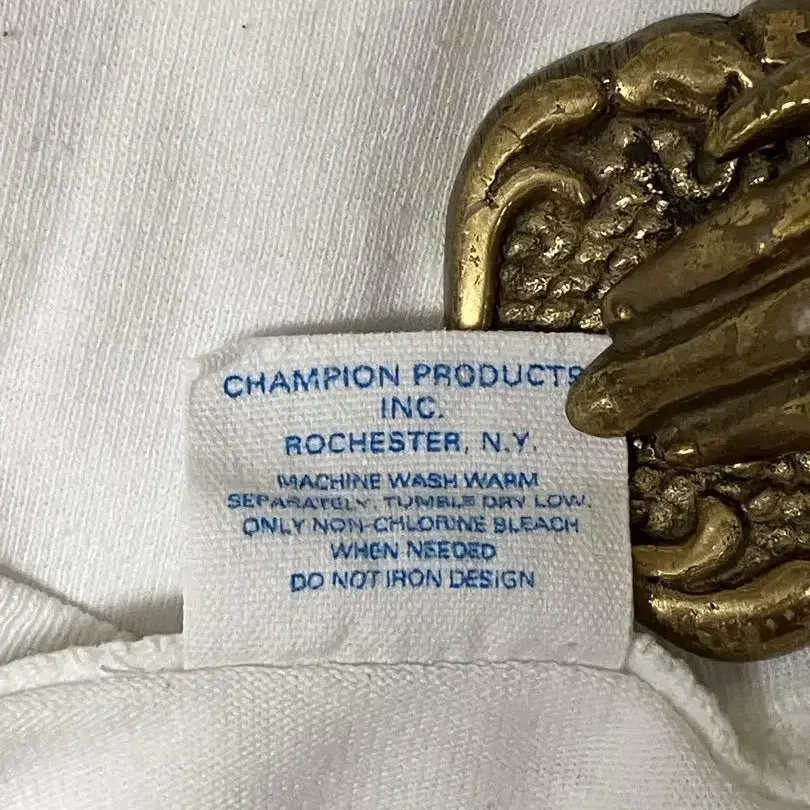 CHAMPION PRODUCTS
INC.
ROCHESTER, N.Y.
MACHINE WASH WARM
SEPARATELY. TUMBLE DRY LOW.
ONLY NON-CHLORINE BLEACH
WHEN NEEDED
DO NOT IRON DESIGN